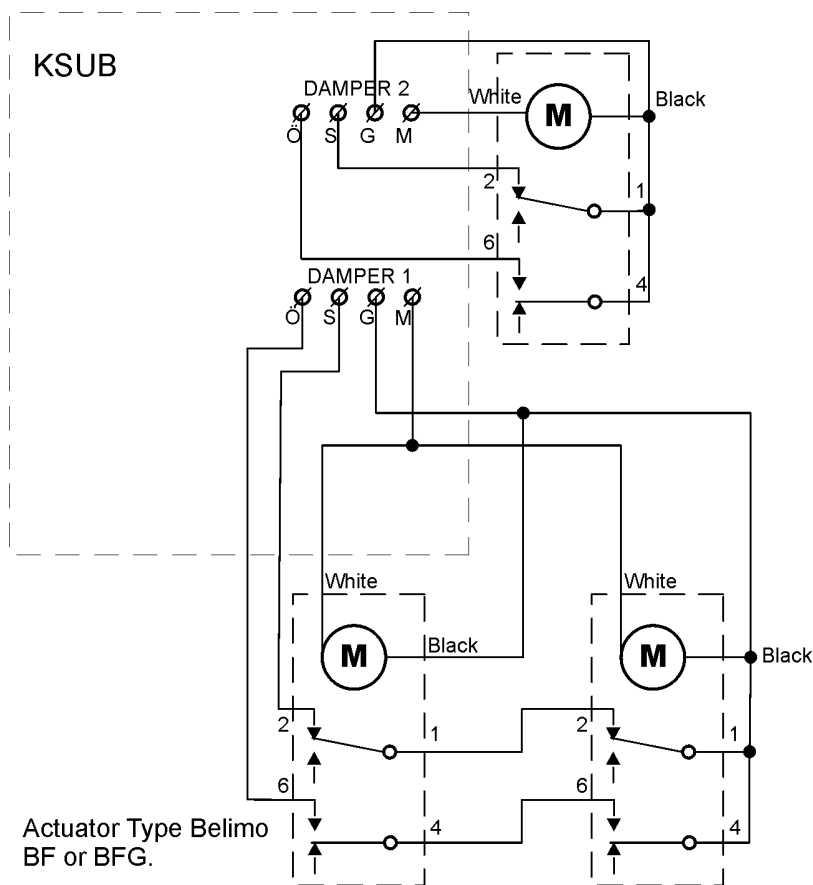 KSUB
DAMPER 2
Ö S G M
White
M
Black
2
1
6
4
DAMPER 1
Ö S G M
White
White
M
Black
M
Black
2
1
2
1
6
4
6
4
Actuator Type Belimo
BF or BFG.